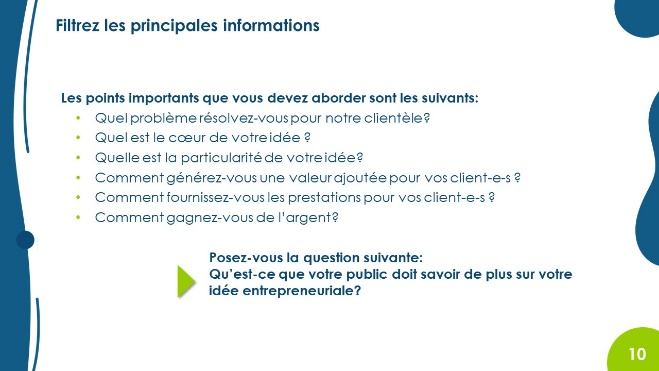 Filtrez les principales informations
Les points importants que vous devez aborder sont les suivants:
• Quel problème résolvez-vous pour notre clientèle?
• Quel est le cœur de votre idée ?
• Quelle est la particularité de votre idée?
• Comment générez-vous une valeur ajoutée pour vos client-e-s ?
• Comment fournissez-vous les prestations pour vos client-e-s ?
• Comment gagnez-vous de l'argent?
Posez-vous la question suivante:
Qu'est-ce que votre public doit savoir de plus sur votre
idée entrepreneuriale?
10